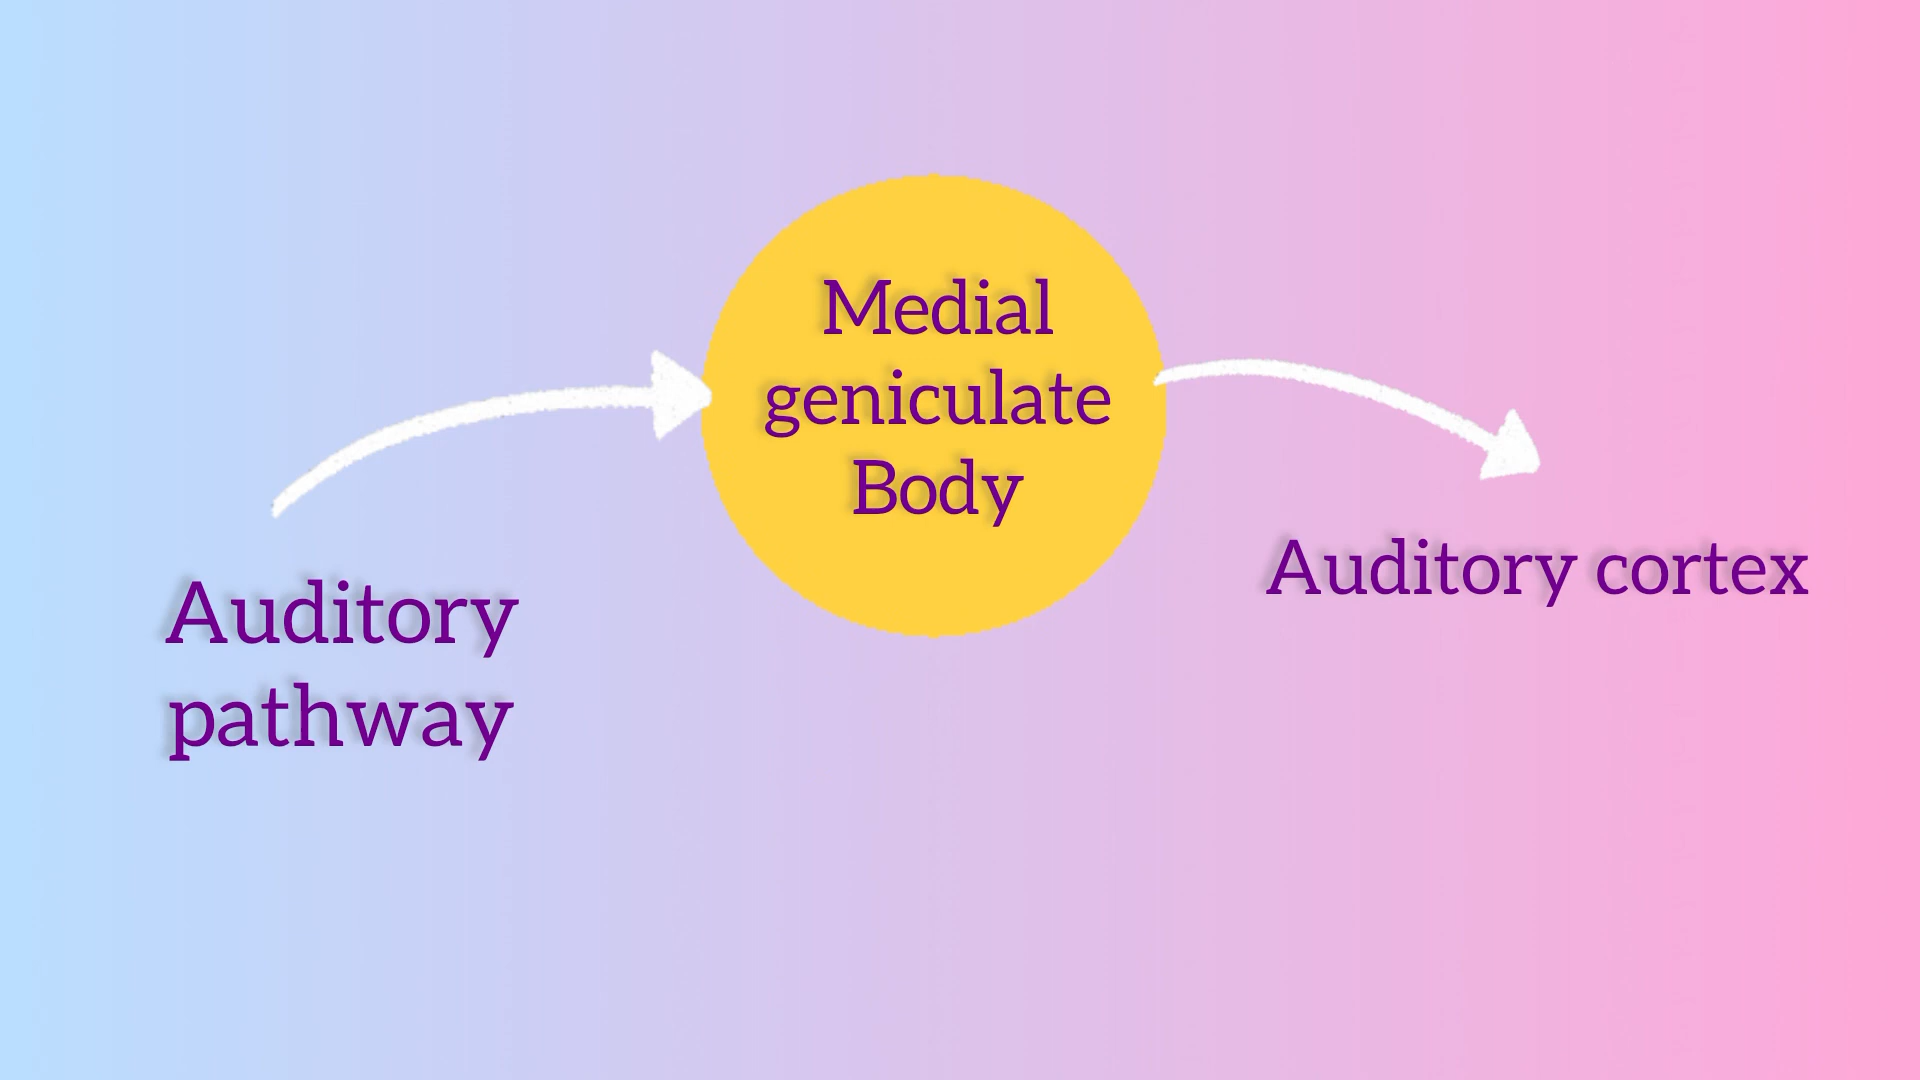 Auditory
pathway
Medial
geniculate
Body
Auditory cortex